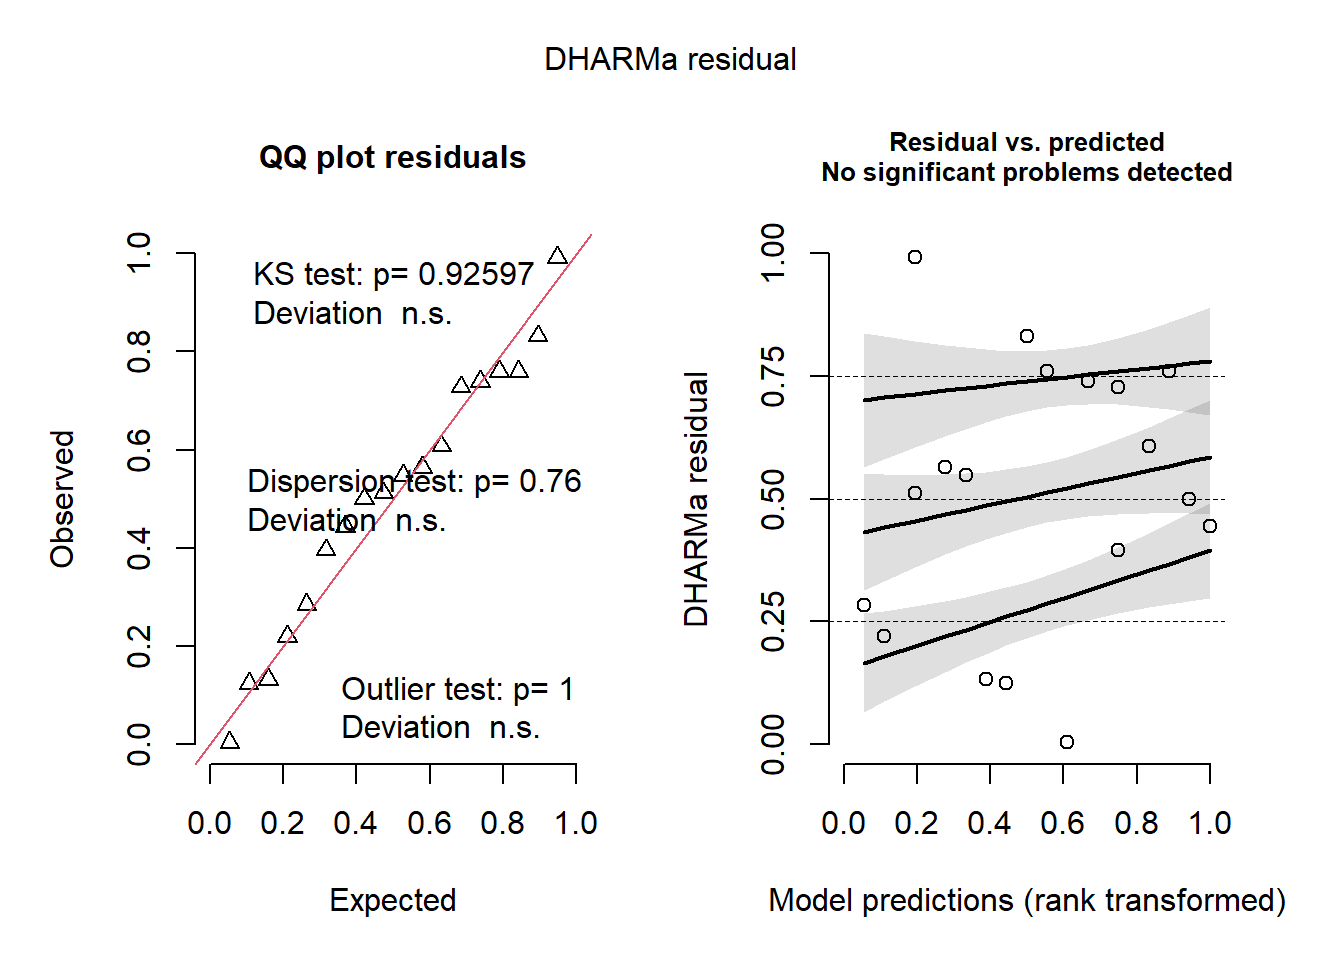 DHARMa residual
QQ plot residuals
KS test: p= 0.92597
Deviation  n.s.
Dispersion test: p= 0.76
Deviation  n.s.
Outlier test: p= 1
Deviation  n.s.
Observed
1.0
0.8
0.6
0.4
0.2
0.0
0.0 0.2 0.4 0.6 0.8 1.0
Expected
Residual vs. predicted
No significant problems detected
DHARMa residual
1.00
0.75
0.50
0.25
0.00
0.0 0.2 0.4 0.6 0.8 1.0
Model predictions (rank transformed)